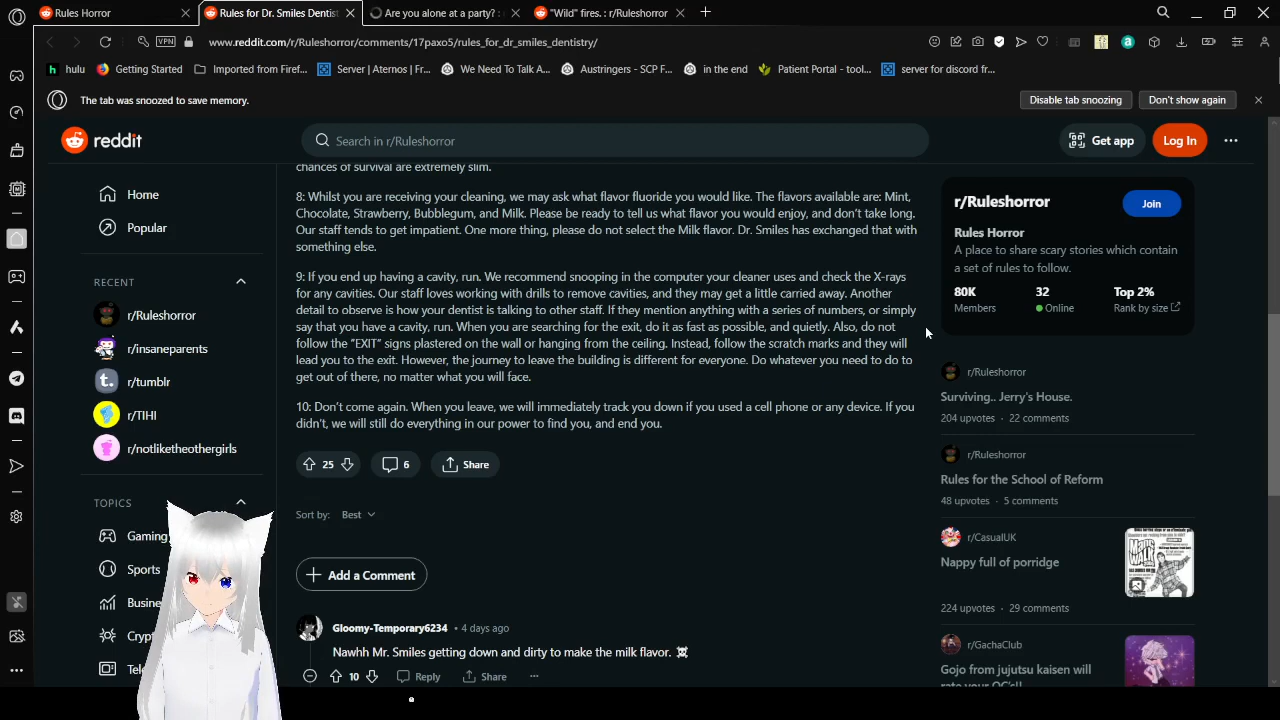 Rules Horror
Rules for Dr. Smiles Dentist
Are you alone at a party? :
"Wild" fires. : r/Ruleshorror
VPN
www.reddit.com/r/Ruleshorror/comments/17paxo5/rules_for_dr_smiles_dentistry/
hulu
Getting Started
Imported from Firef...
Server | Aternos | Fr...
We Need To Talk A...
Austringers - SCP F...
in the end
Patient Portal - tool...
server for discord fr...
The tab was snoozed to save memory.
Disable tab snoozing
Don't show again
reddit
Search in r/Ruleshorror
Get app
Log In
chances of survival are extremely slim.
Home
Popular
RECENT
r/Ruleshorror
r/insaneparents
r/tumblr
r/TIHI
r/notliketheothergirls
TOPICS
Gaming
Sports
Busine
Crypt
Tele
8: Whilst you are receiving your cleaning, we may ask what flavor fluoride you would like. The flavors available are: Mint,
Chocolate, Strawberry, Bubblegum, and Milk. Please be ready to tell us what flavor you would enjoy, and don't take long.
Our staff tends to get impatient. One more thing, please do not select the Milk flavor. Dr. Smiles has exchanged that with
something else.
9: If you end up having a cavity, run. We recommend snooping in the computer your cleaner uses and check the X-rays
for any cavities. Our staff loves working with drills to remove cavities, and they may get a little carried away. Another
detail to observe is how your dentist is talking to other staff. If they mention anything with a series of numbers, or simply
say that you have a cavity, run. When you are searching for the exit, do it as fast as possible, and quietly. Also, do not
follow the "EXIT" signs plastered on the wall or hanging from the ceiling. Instead, follow the scratch marks and they will
lead you to the exit. However, the journey to leave the building is different for everyone. Do whatever you need to do to
get out of there, no matter what you will face.
10: Don't come again. When you leave, we will immediately track you down if you used a cell phone or any device. If you
didn't, we will still do everything in our power to find you, and end you.
25
6
Share
Sort by: Best
Add a Comment
Gloomy-Temporary6234 • 4 days ago
Nawhh Mr. Smiles getting down and dirty to make the milk flavor. ☠
10
Reply
Share
r/Ruleshorror
Join
Rules Horror
A place to share scary stories which contain
a set of rules to follow.
80K
Members
32
Online
Top 2%
Rank by size
r/Ruleshorror
Surviving.. Jerry's House.
204 upvotes · 22 comments
r/Ruleshorror
Rules for the School of Reform
48 upvotes · 5 comments
r/CasualUK
Nappy full of porridge
224 upvotes · 29 comments
r/GachaClub
Gojo from jujutsu kaisen will
rate your OC's!!